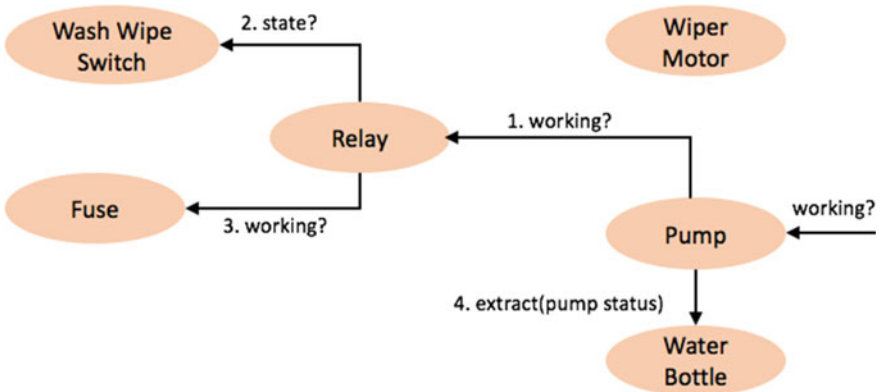 2. state?
Wash Wipe
Switch
Wiper
Motor
1. working?
Relay
Fuse
3. working?
working?
Pump
4. extract(pump status)
Water
Bottle